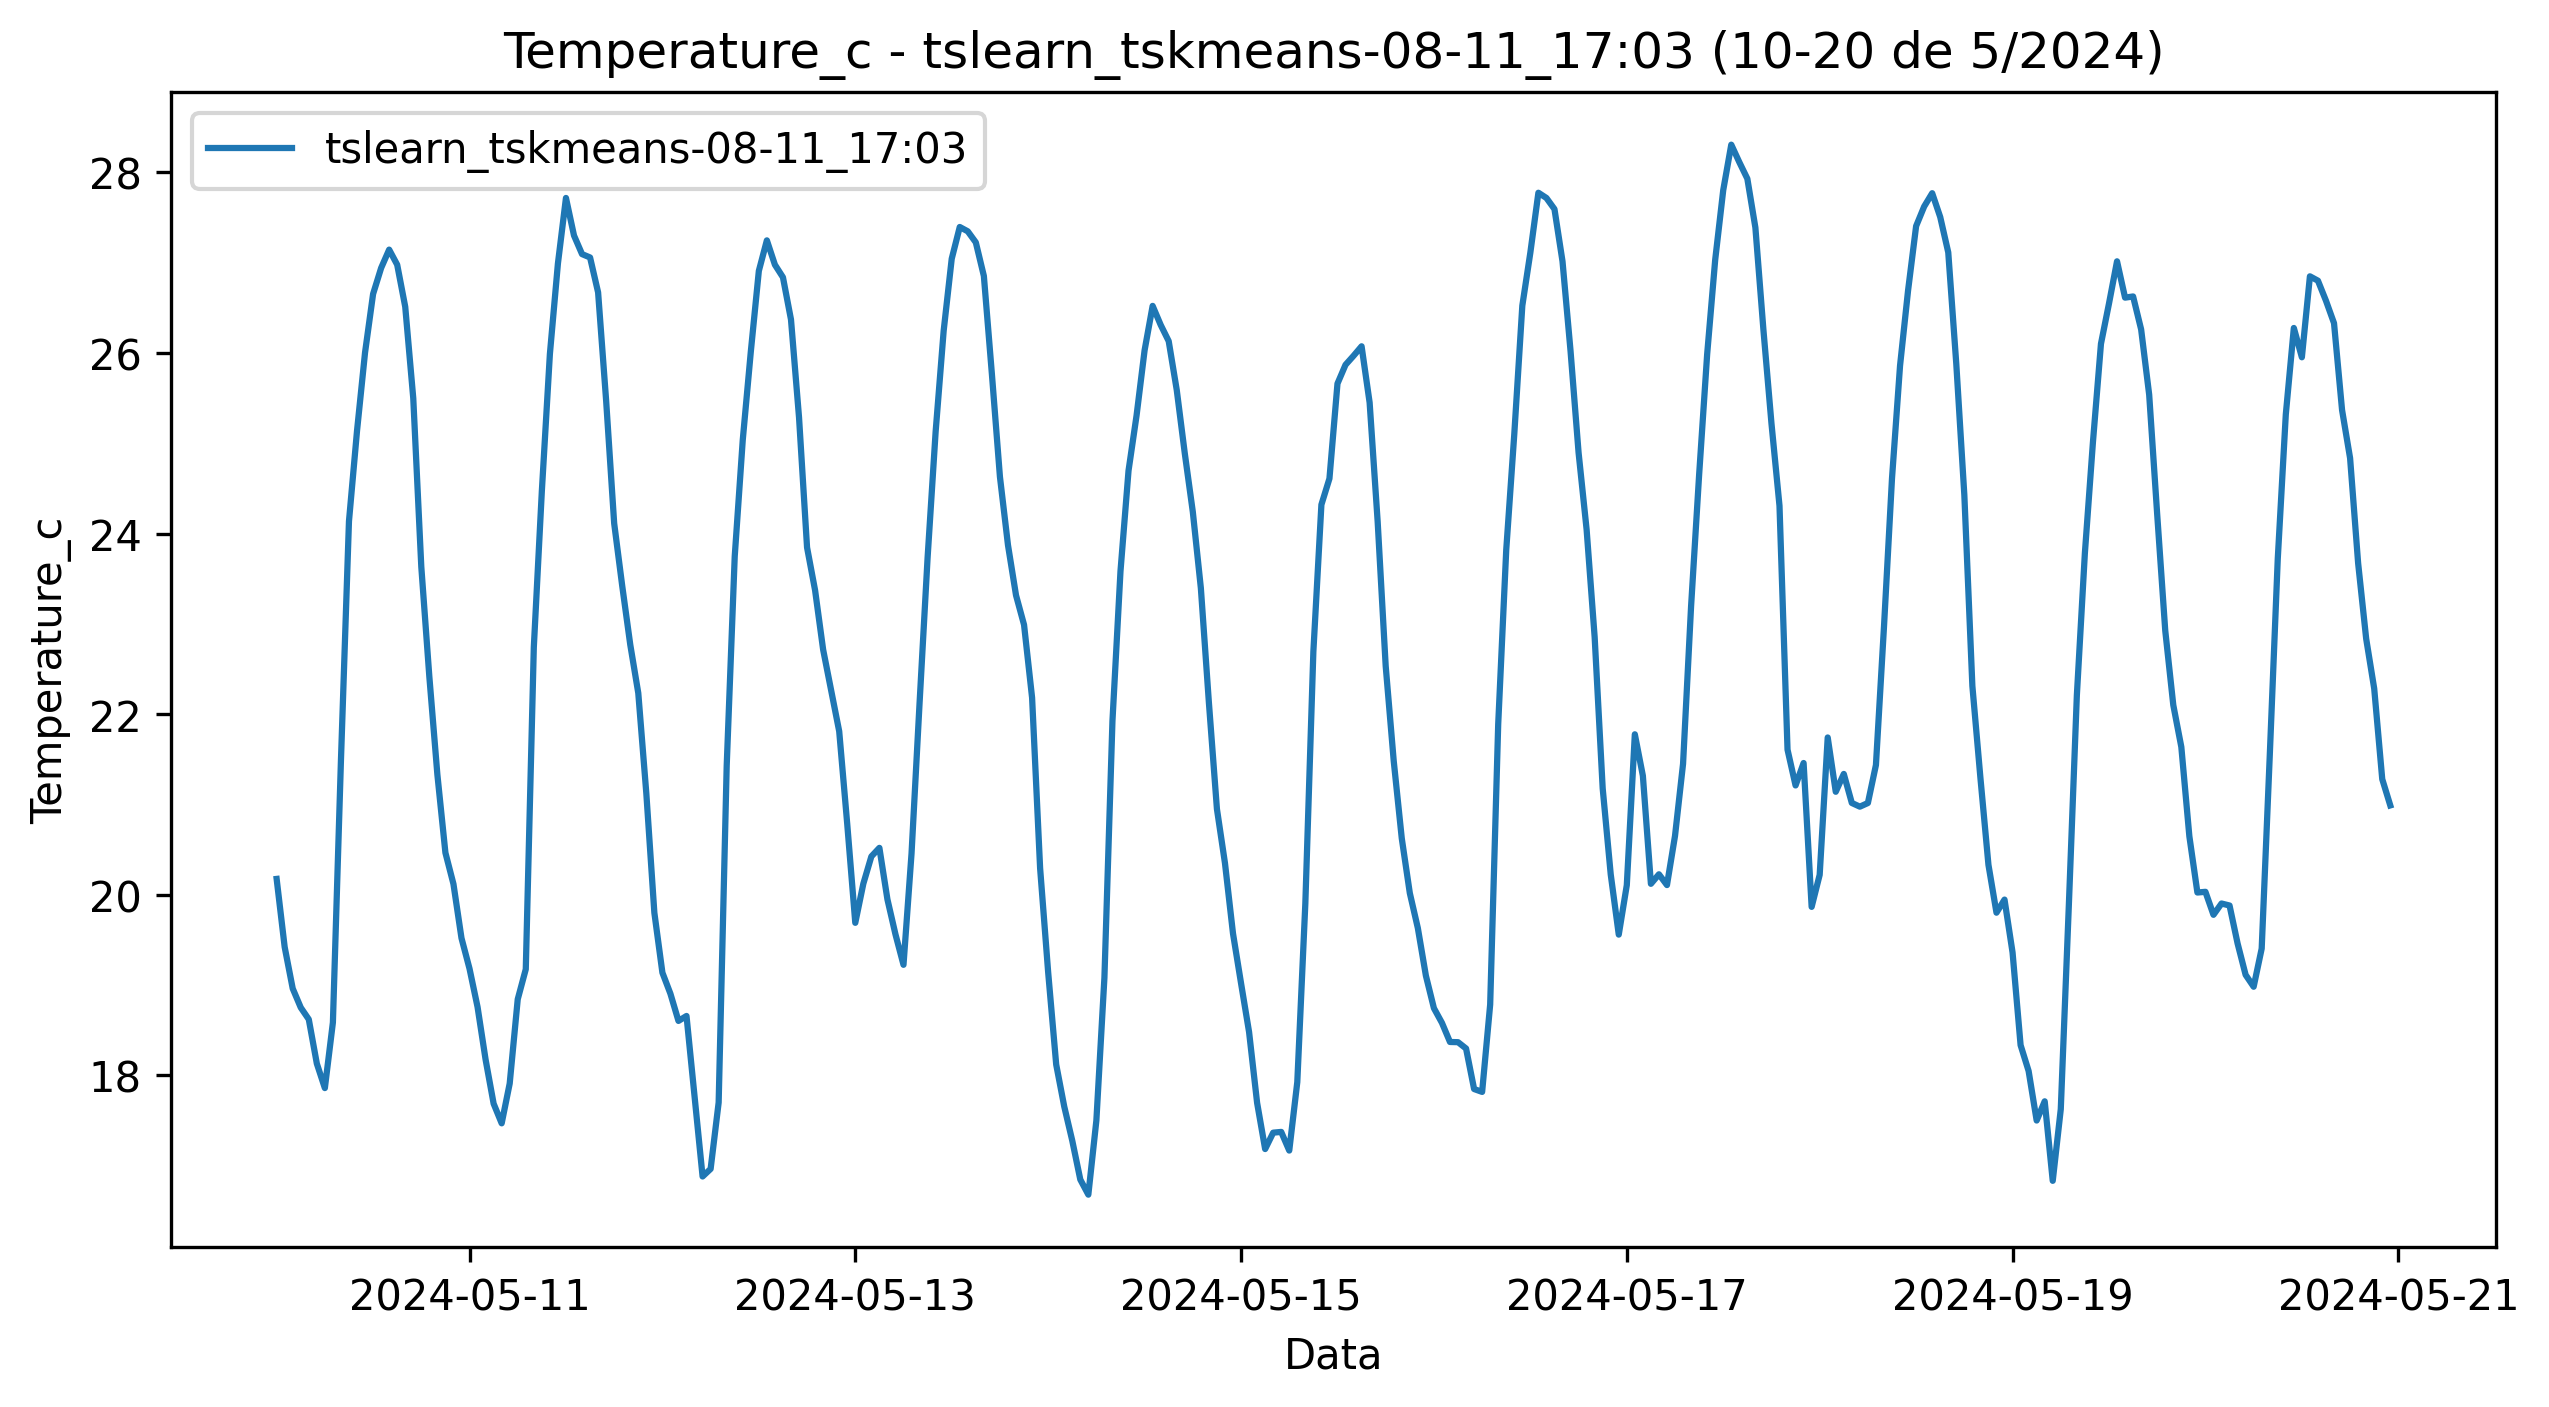 Temperature_c - tslearn_tskmeans-08-11_17:03 (10-20 de 5/2024)
tslearn_tskmeans-08-11_17:03
28
26
24
22
20
18
Temperature_c
2024-05-11 2024-05-13 2024-05-15 2024-05-17 2024-05-19 2024-05-21
Data